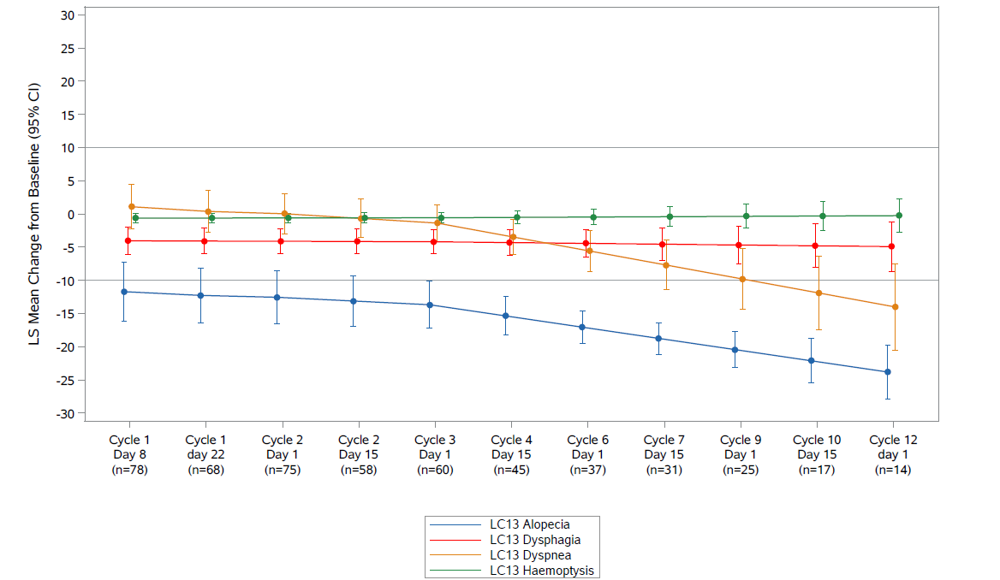 LS Mean Change from Baseline (95% CI)
30
25
20
15
10
5
0
-5
-10
-15
-20
-25
-30
Cycle 1
Day 8
(n=78)
Cycle 1
day 22
(n=68)
Cycle 2
Day 1
(n=75)
Cycle 2
Day 15
(n=58)
Cycle 3
Day 1
(n=60)
Cycle 4
Day 15
(n=45)
Cycle 6
Day 1
(n=37)
Cycle 7
Day 15
(n=31)
Cycle 9
Day 1
(n=25)
Cycle 10
Day 15
(n=17)
Cycle 12
day 1
(n=14)
LC13 Alopecia
LC13 Dysphagia
LC13 Dyspnea
LC13 Haemoptysis